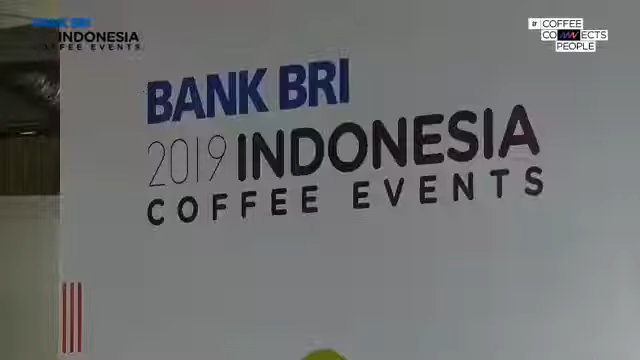 BANK BRI
INDONESIA
COFFEE EVENTS
# COFFEE
CONNECTS
PEOPLE
BANK BRI
2019 INDONESIA
COFFEE EVENTS